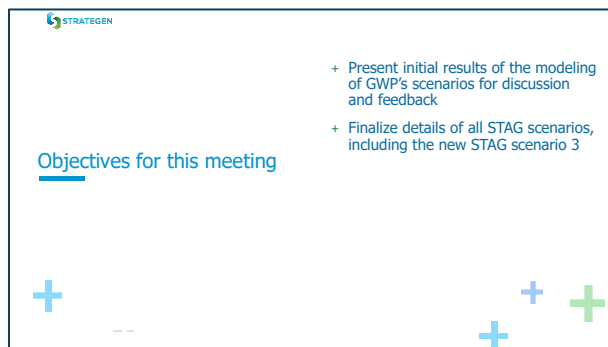 STRATEGEN
Objectives for this meeting
+ Present initial results of the modeling
of GWP's scenarios for discussion
and feedback
+ Finalize details of all STAG scenarios,
including the new STAG scenario 3